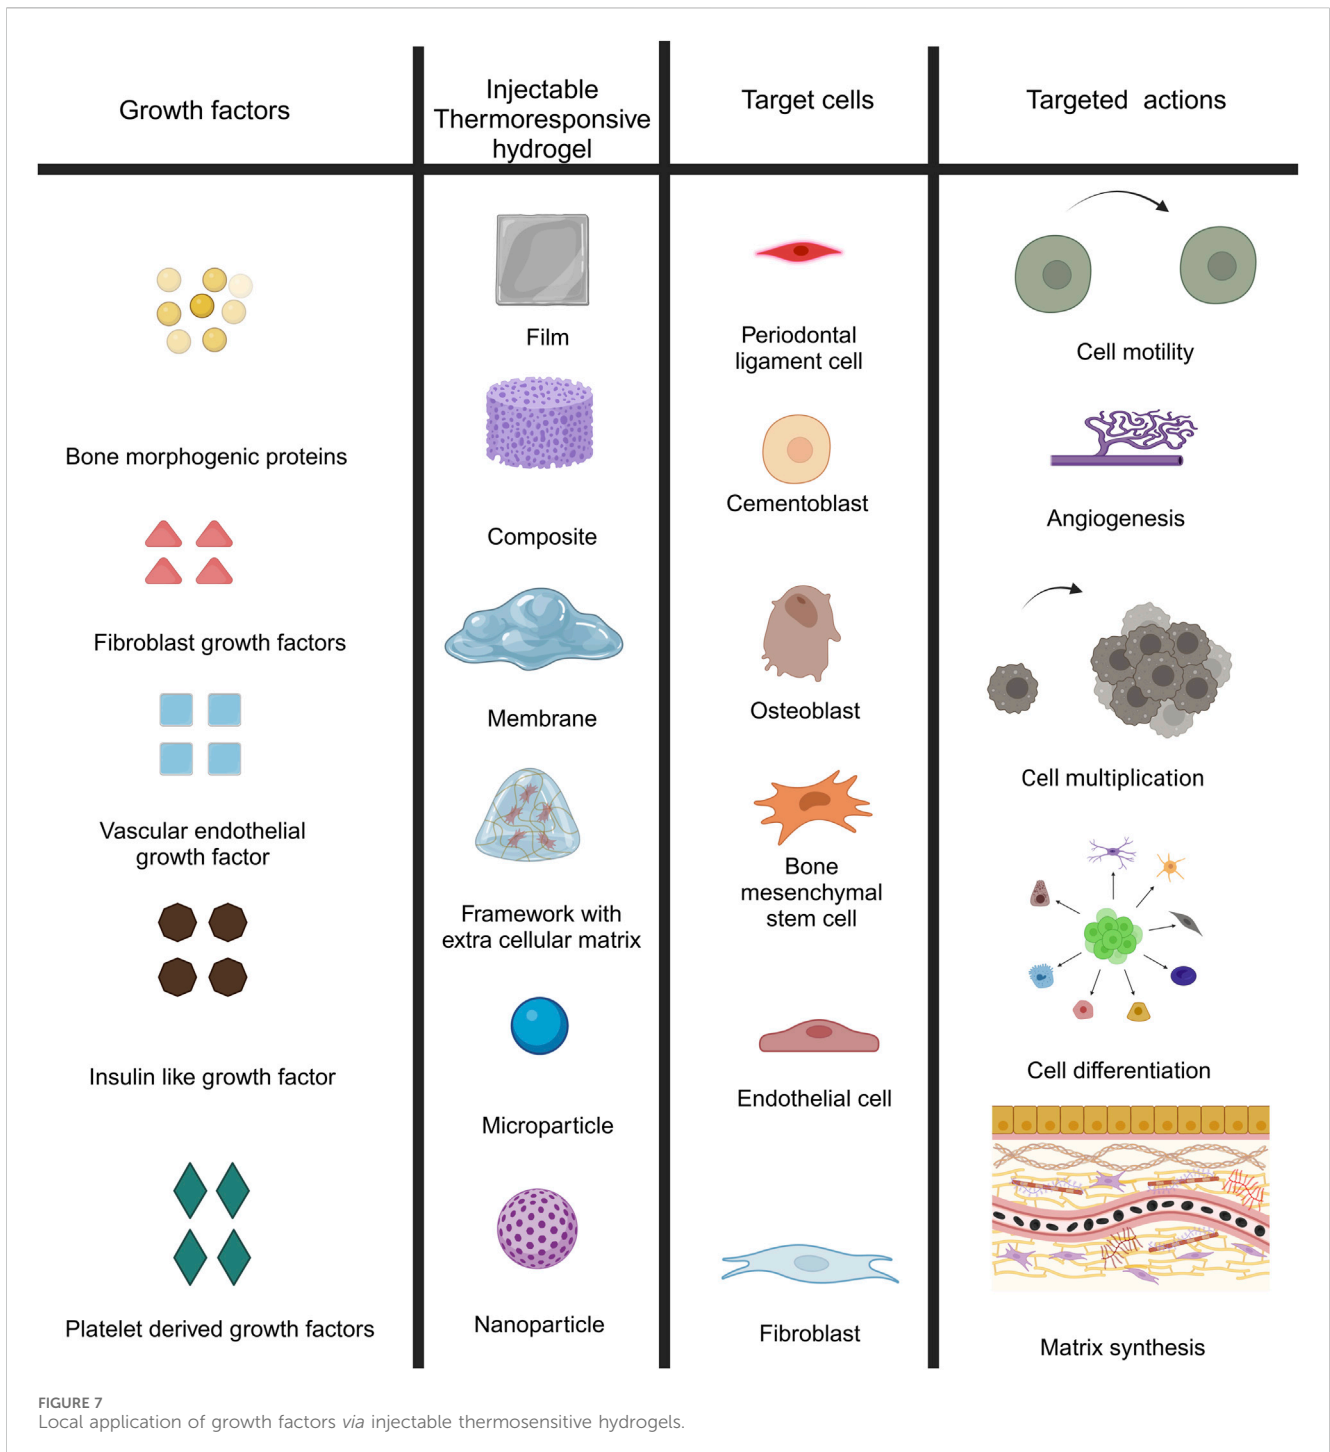 Growth factors
Injectable
Thermoresponsive
hydrogel
Target cells
Targeted actions
Bone morphogenic proteins
Fibroblast growth factors
Vascular endothelial
growth factor
Insulin like growth factor
Platelet derived growth factors
Film
Composite
Membrane
Framework with
extra cellular matrix
Microparticle
Nanoparticle
Periodontal
ligament cell
Cementoblast
Osteoblast
Bone
mesenchymal
stem cell
Endothelial cell
Fibroblast
Cell motility
Angiogenesis
Cell multiplication
Cell differentiation
Matrix synthesis
FIGURE 7
Local application of growth factors via injectable thermosensitive hydrogels.